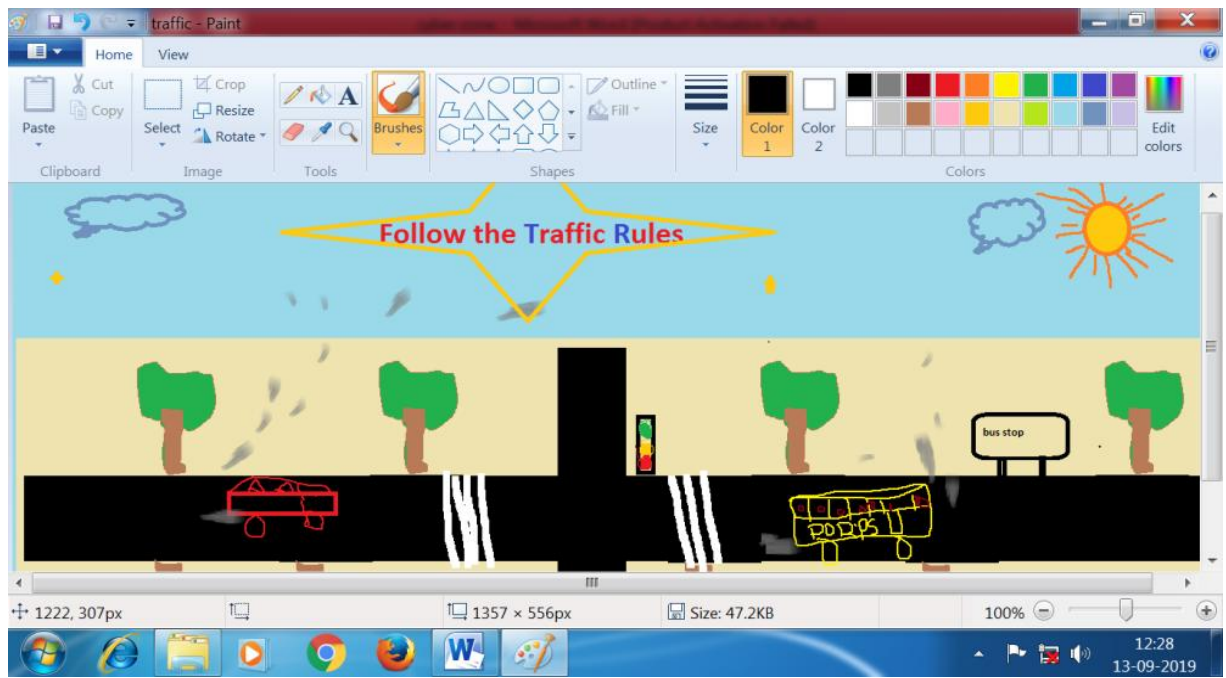 traffic - Paint
Home View
Cut
Copy
Paste
Clipboard
Select
Crop
Resize
Rotate
Image
Tools
Brushes
Outline
Fill
Shapes
Size
Color 1
Color 2
Edit colors
Colors
Follow the Traffic Rules
bus stop
1222, 307px
1357 × 556px
Size: 47.2KB
100%
12:28
13-09-2019